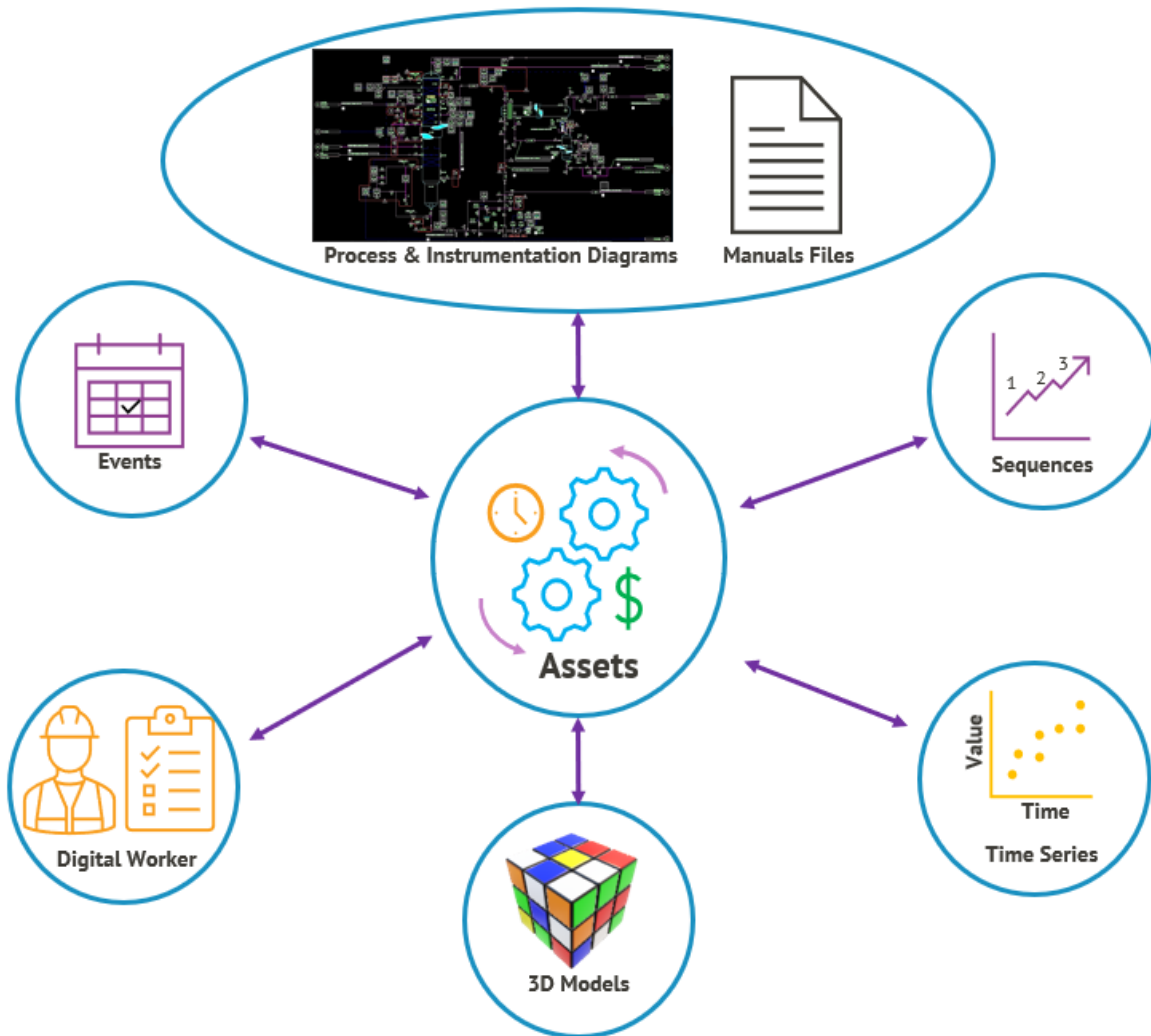 Process & Instrumentation Diagrams
Manuals Files
Events
1 2 3
Sequences
Assets
$
Digital Worker
Value
Time
Time Series
3D Models